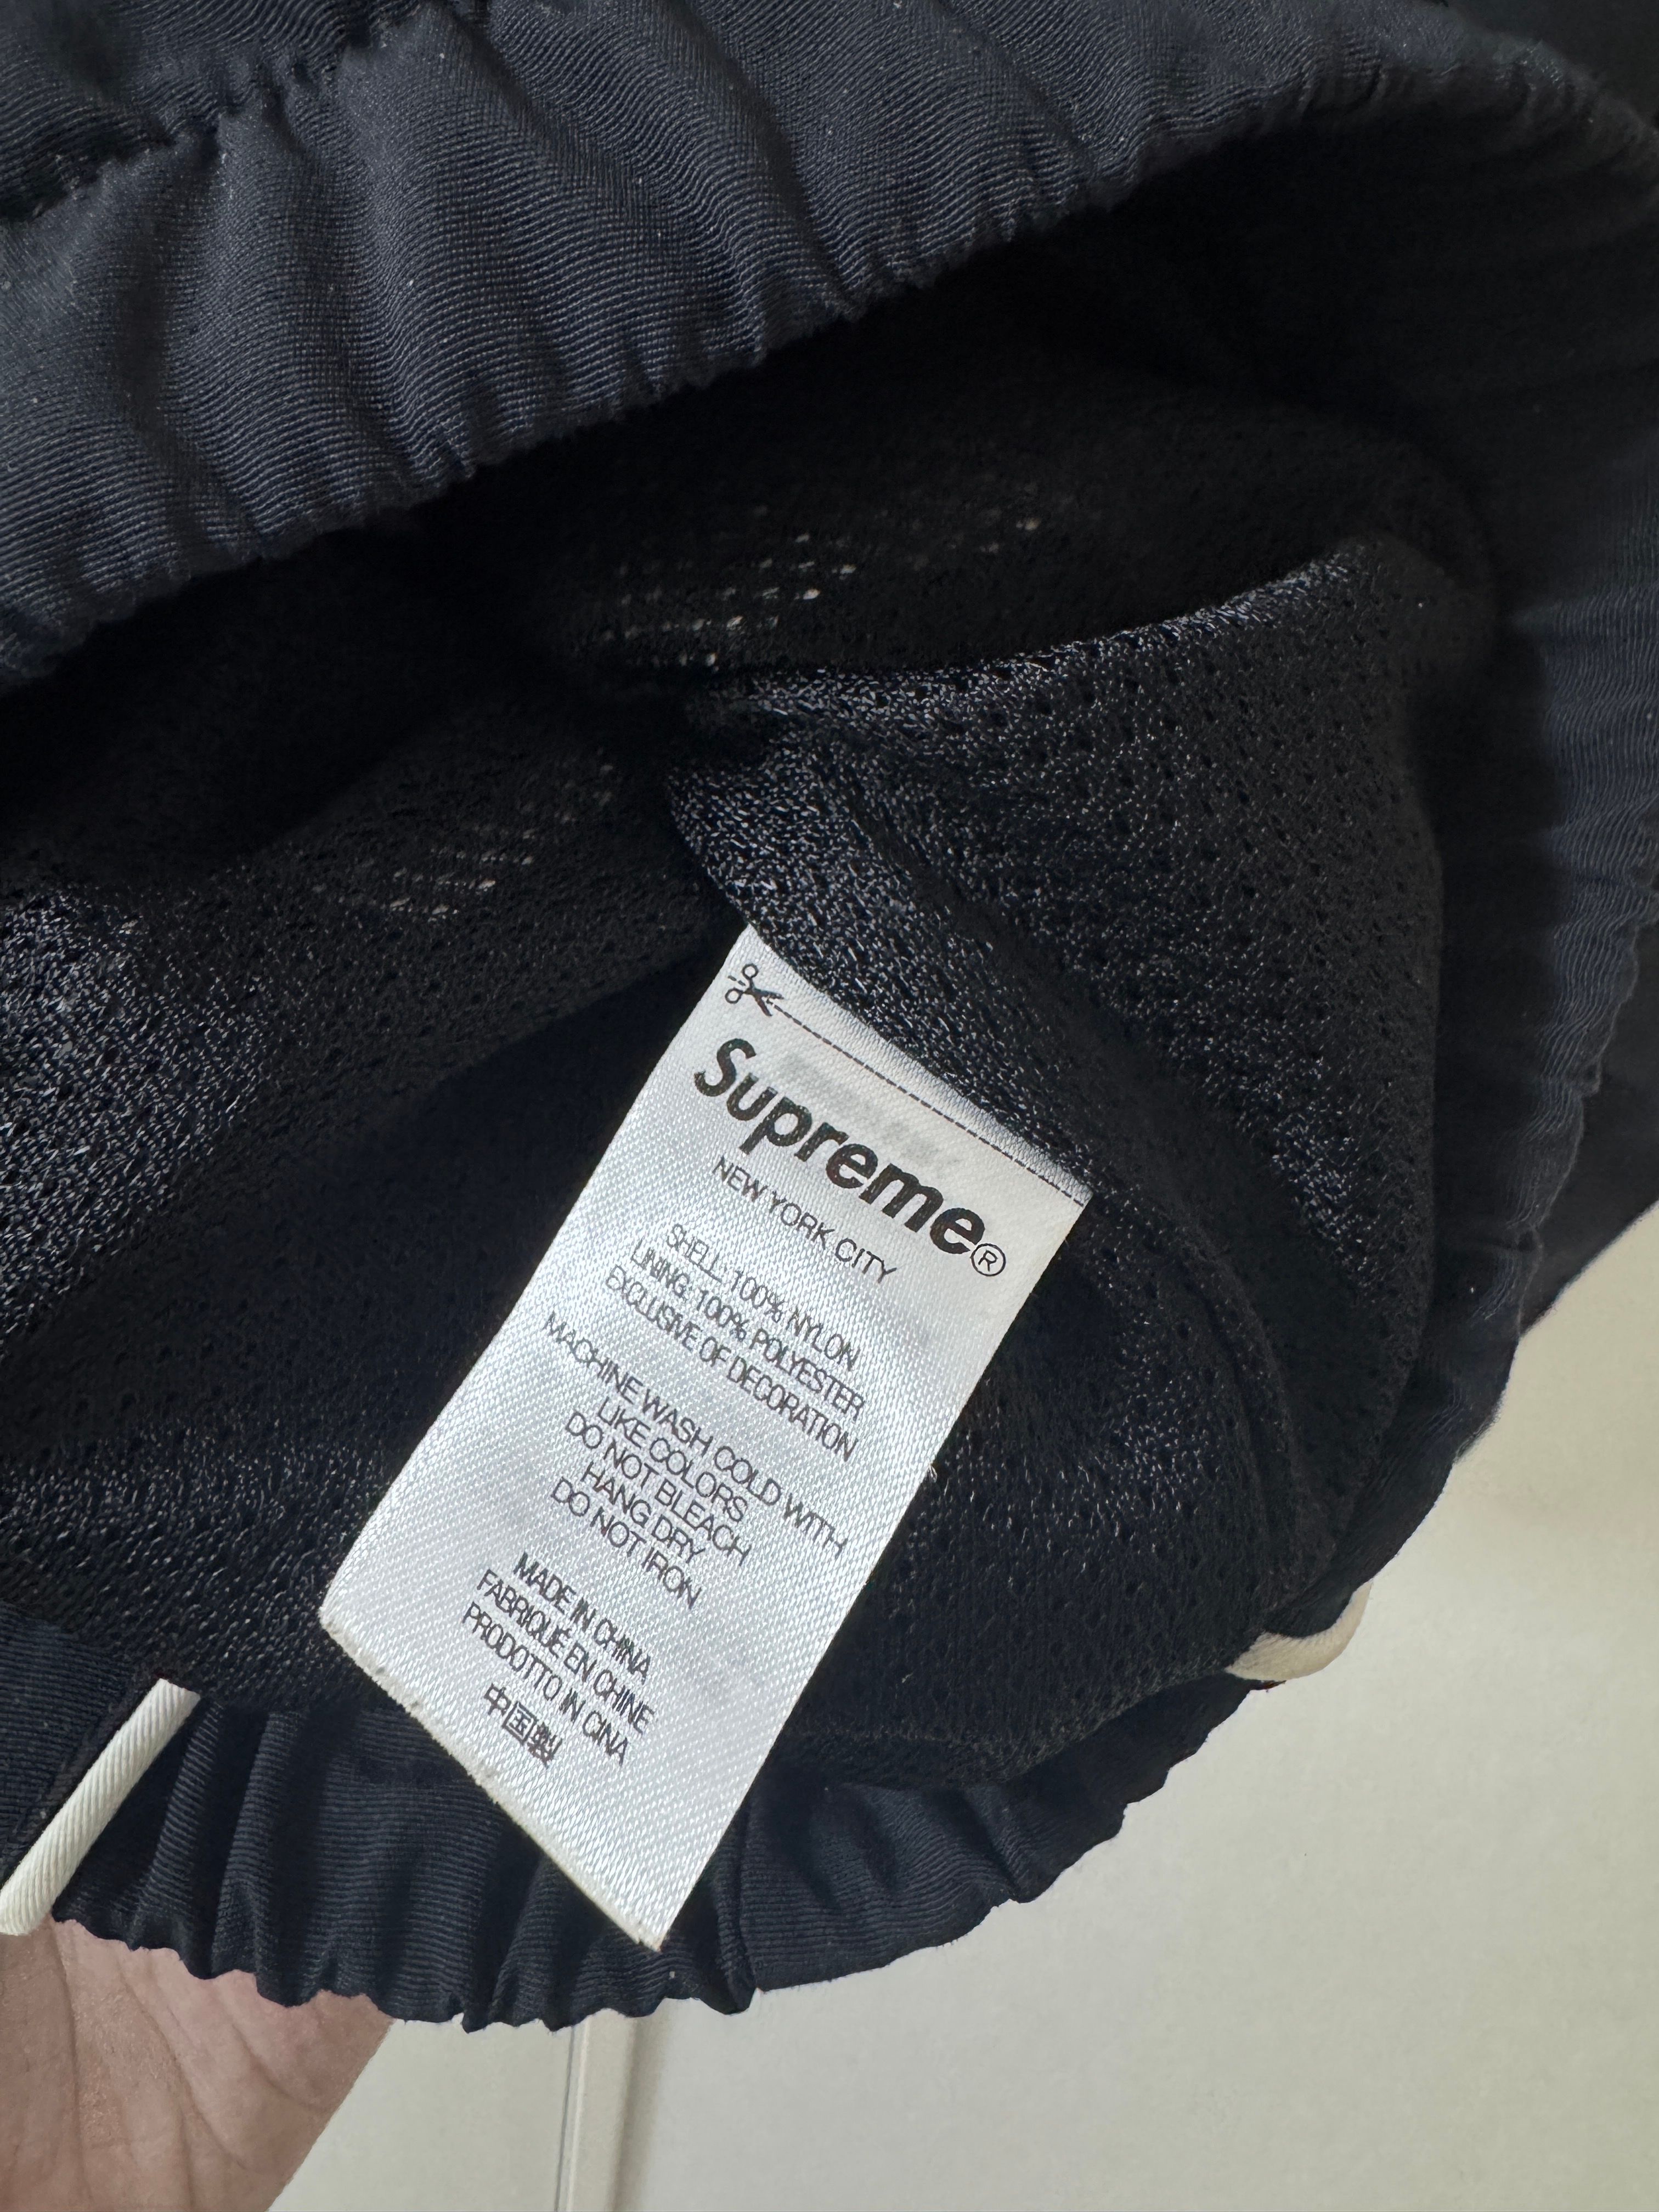 Supreme®
NEW YORK CITY
SHELL: 100% NYLON
LINING: 100% POLYESTER
EXCLUSIVE OF DECORATION
MACHINE WASH COLD WITH
LIKE COLORS
DO NOT BLEACH
HANG DRY
DO NOT IRON
MADE IN CHINA
FABRIQUÉ EN CHINE
PRODOTTO IN CINA
中国製